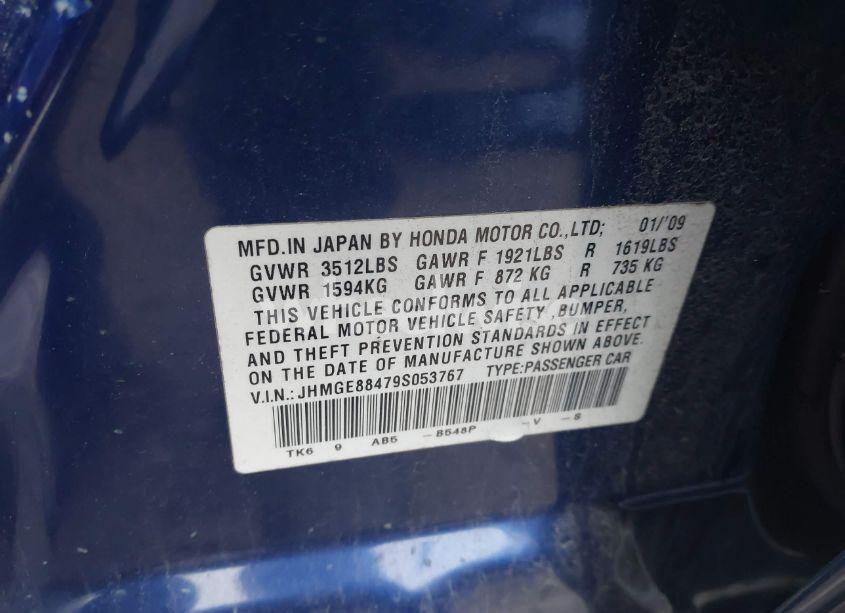 MFD.IN JAPAN BY HONDA MOTOR CO.,LTD; 01/'09
GVWR 3512LBS GAWR F 1921LBS R 1619LBS
GVWR 1594KG GAWR F 872 KG R 735 KG
THIS VEHICLE CONFORMS TO ALL APPLICABLE
FEDERAL MOTOR VEHICLE SAFETY ,BUMPER,
AND THEFT PREVENTION STANDARDS IN EFFECT
ON THE DATE OF MANUFACTURE SHOWN ABOVE.
V.I.N.: JHMGE88479S053767 TYPE:PASSENGER CAR
TK6 9 AB5 -B548P -V -S